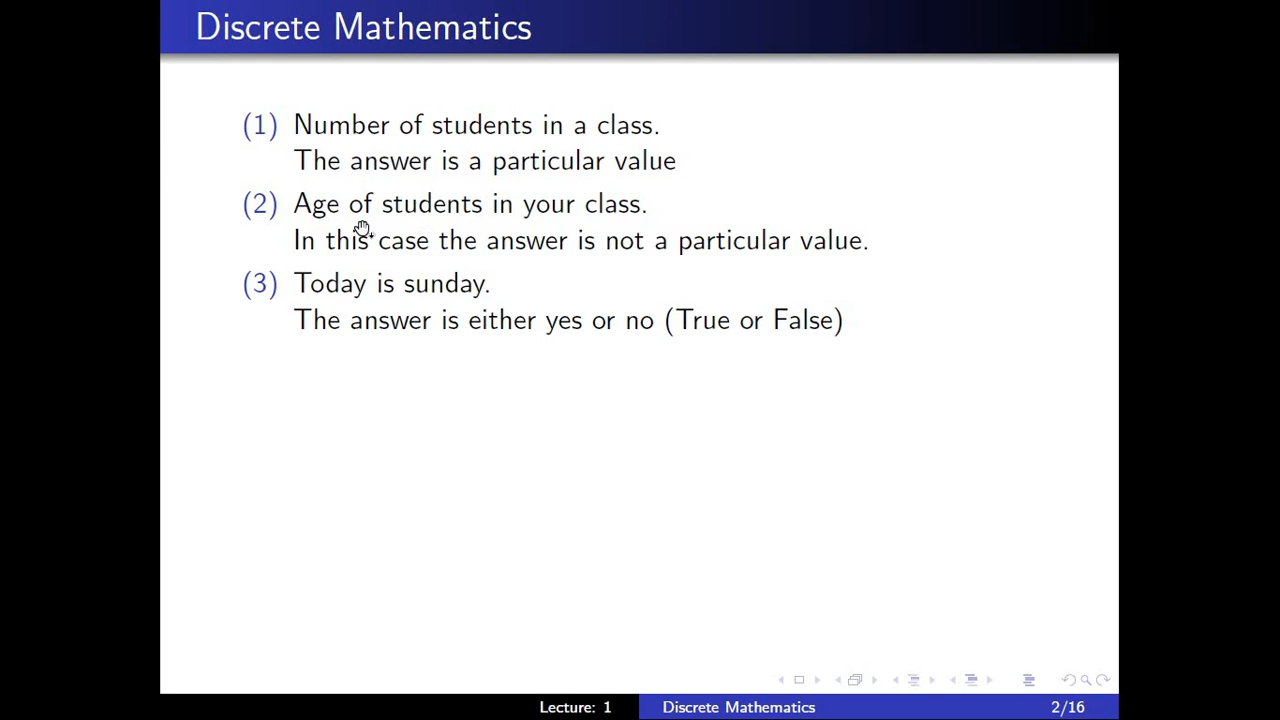 Discrete Mathematics
(1) Number of students in a class.
The answer is a particular value
(2) Age of students in your class.
In this case the answer is not a particular value.
(3) Today is sunday.
The answer is either yes or no (True or False)
Lecture: 1 Discrete Mathematics 2/16